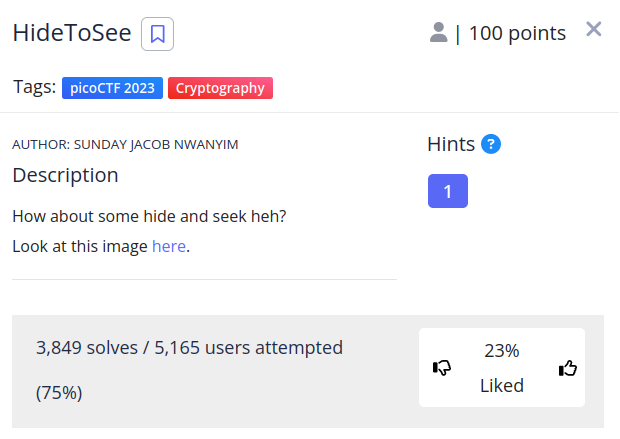 HideToSee
| 100 points
Tags: picoCTF 2023 Cryptography
AUTHOR: SUNDAY JACOB NWANYIM
Hints ?
Description
1
How about some hide and seek heh?
Look at this image here.
3,849 solves / 5,165 users attempted
(75%)
23%
Liked